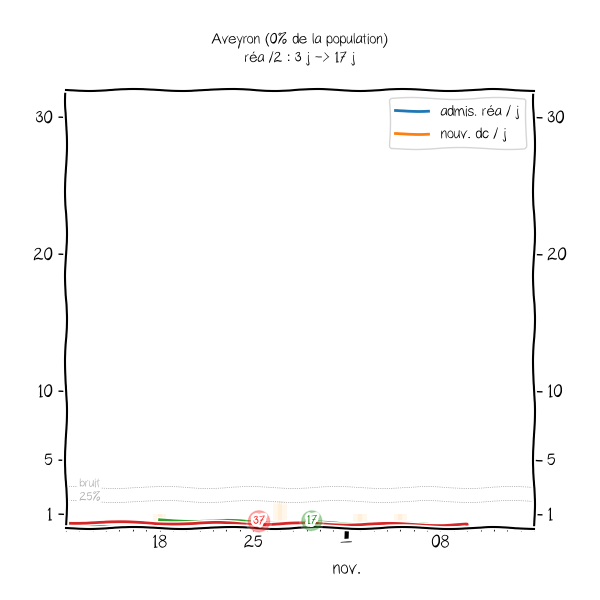 Aveyron (0% de la population)
réa /2 : 3 j -> 17 j
admis. réa / j
nouv. dc / j
30
30
20
20
10
10
5
5
bruit
25%
1
1
37
17
18
25
1
08
nov.